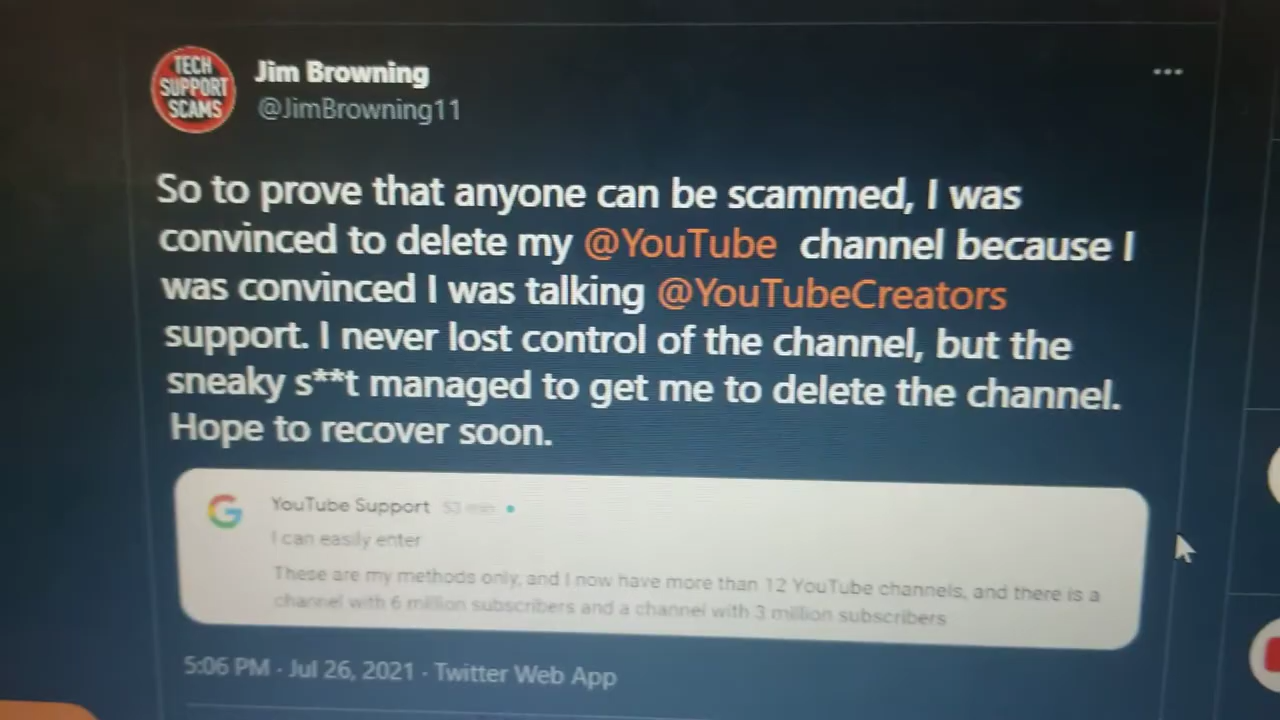 TECH
SUPPORT
SCAMS
Jim Browning
@JimBrowning11
So to prove that anyone can be scammed, I was
convinced to delete my @YouTube channel because I
was convinced I was talking @YouTubeCreators
support. I never lost control of the channel, but the
sneaky s**t managed to get me to delete the channel.
Hope to recover soon.
YouTube Support 53 min
I can easily enter
These are my methods only, and I now have more than 12 YouTube channels, and there is a
channel with 6 million subscribers and a channel with 3 million subscribers
5:06 PM · Jul 26, 2021 · Twitter Web App